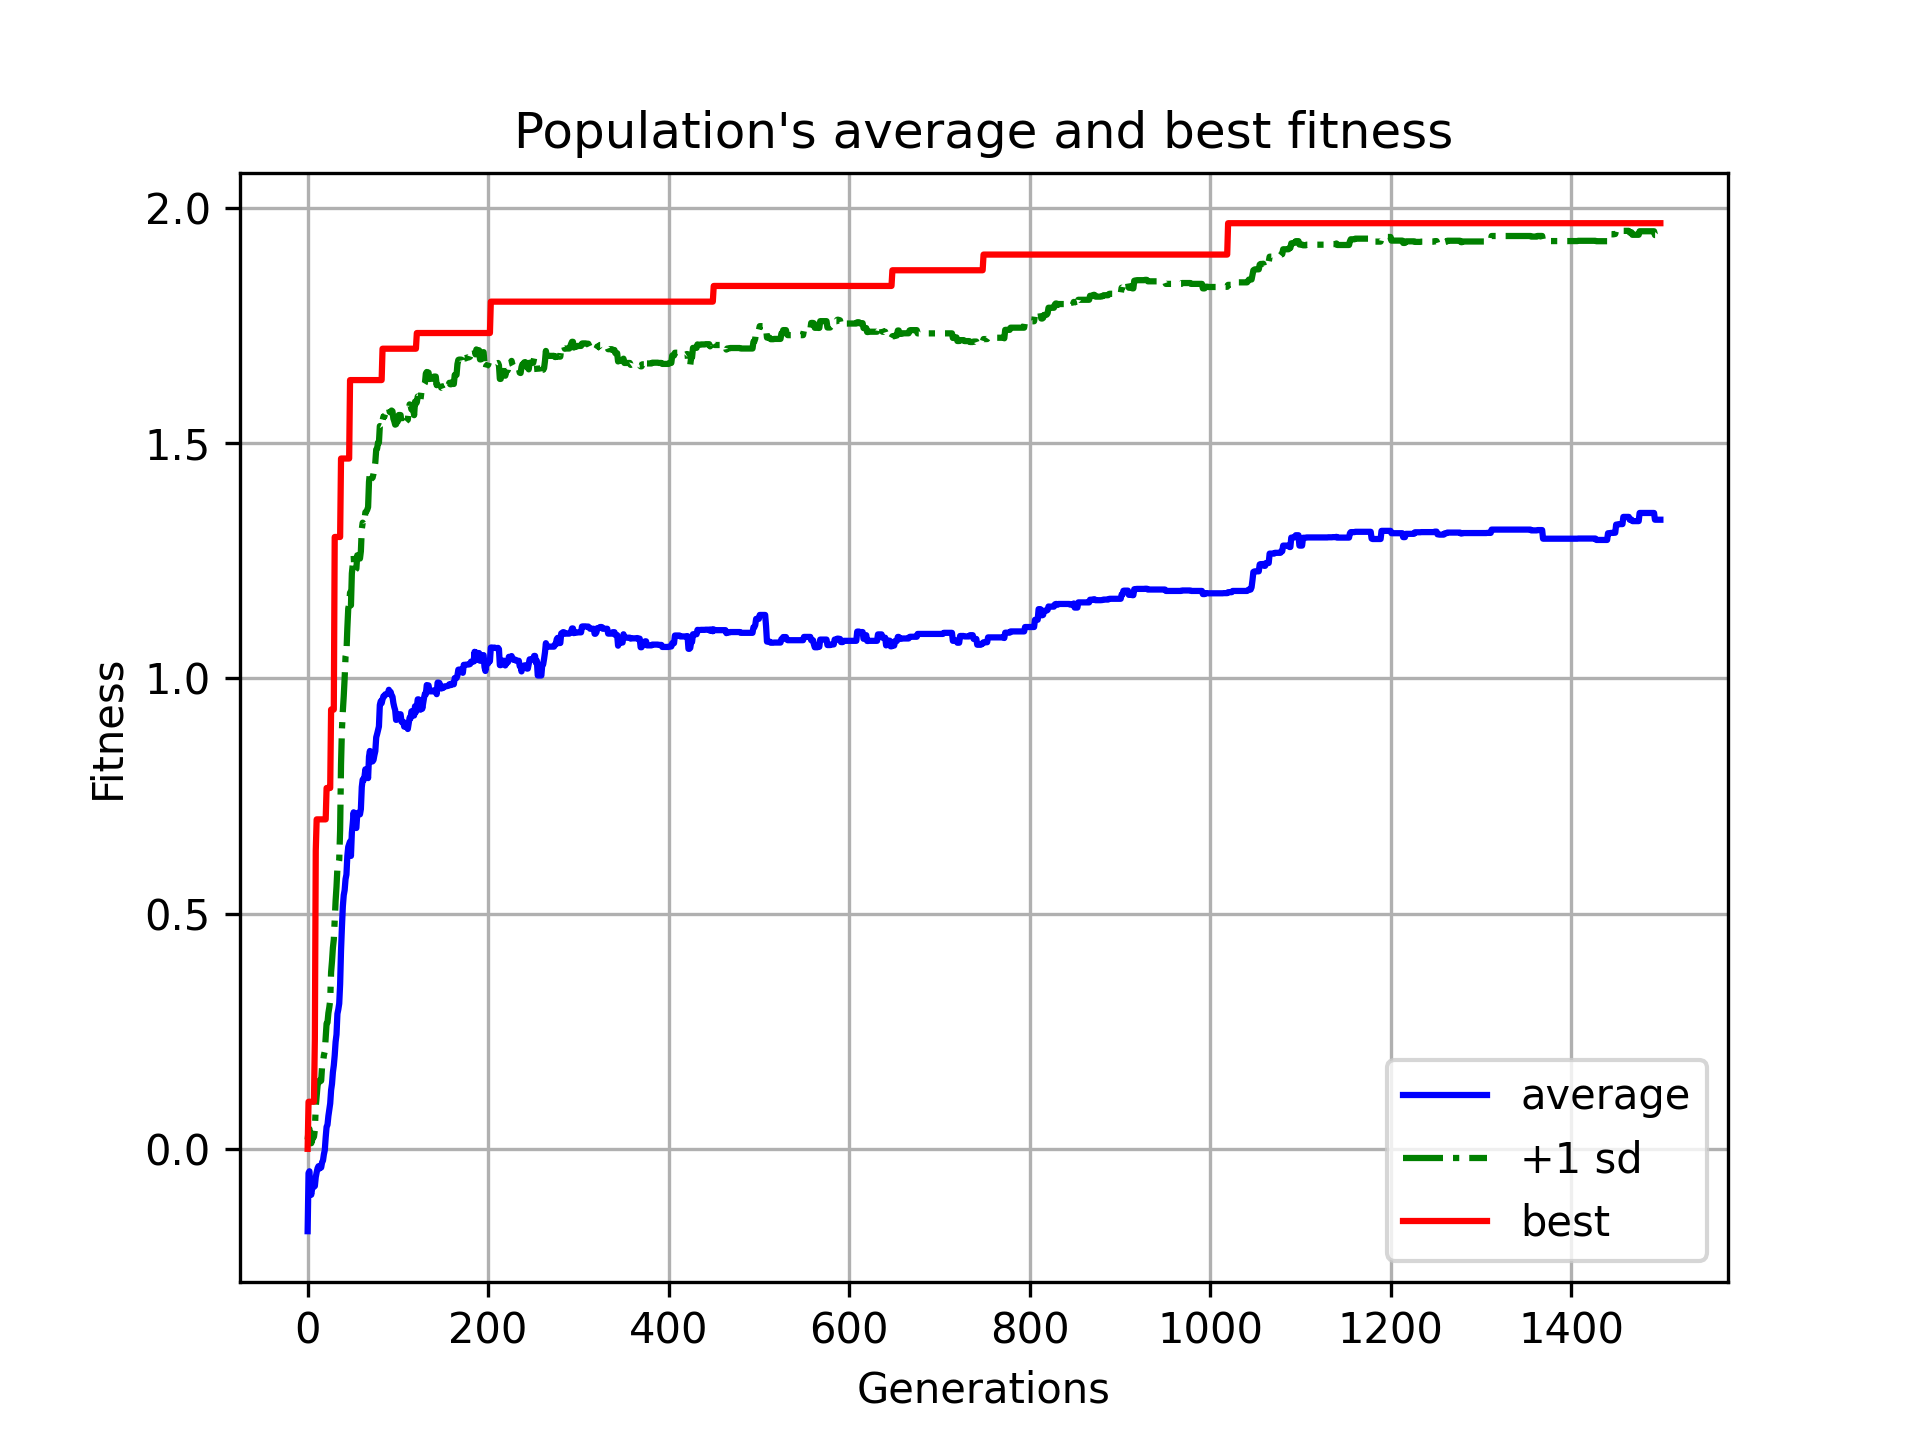 Population's average and best fitness
2.0
1.5
1.0
0.5
0.0
Fitness
0 200 400 600 800 1000 1200 1400
Generations
average
+1 sd
best